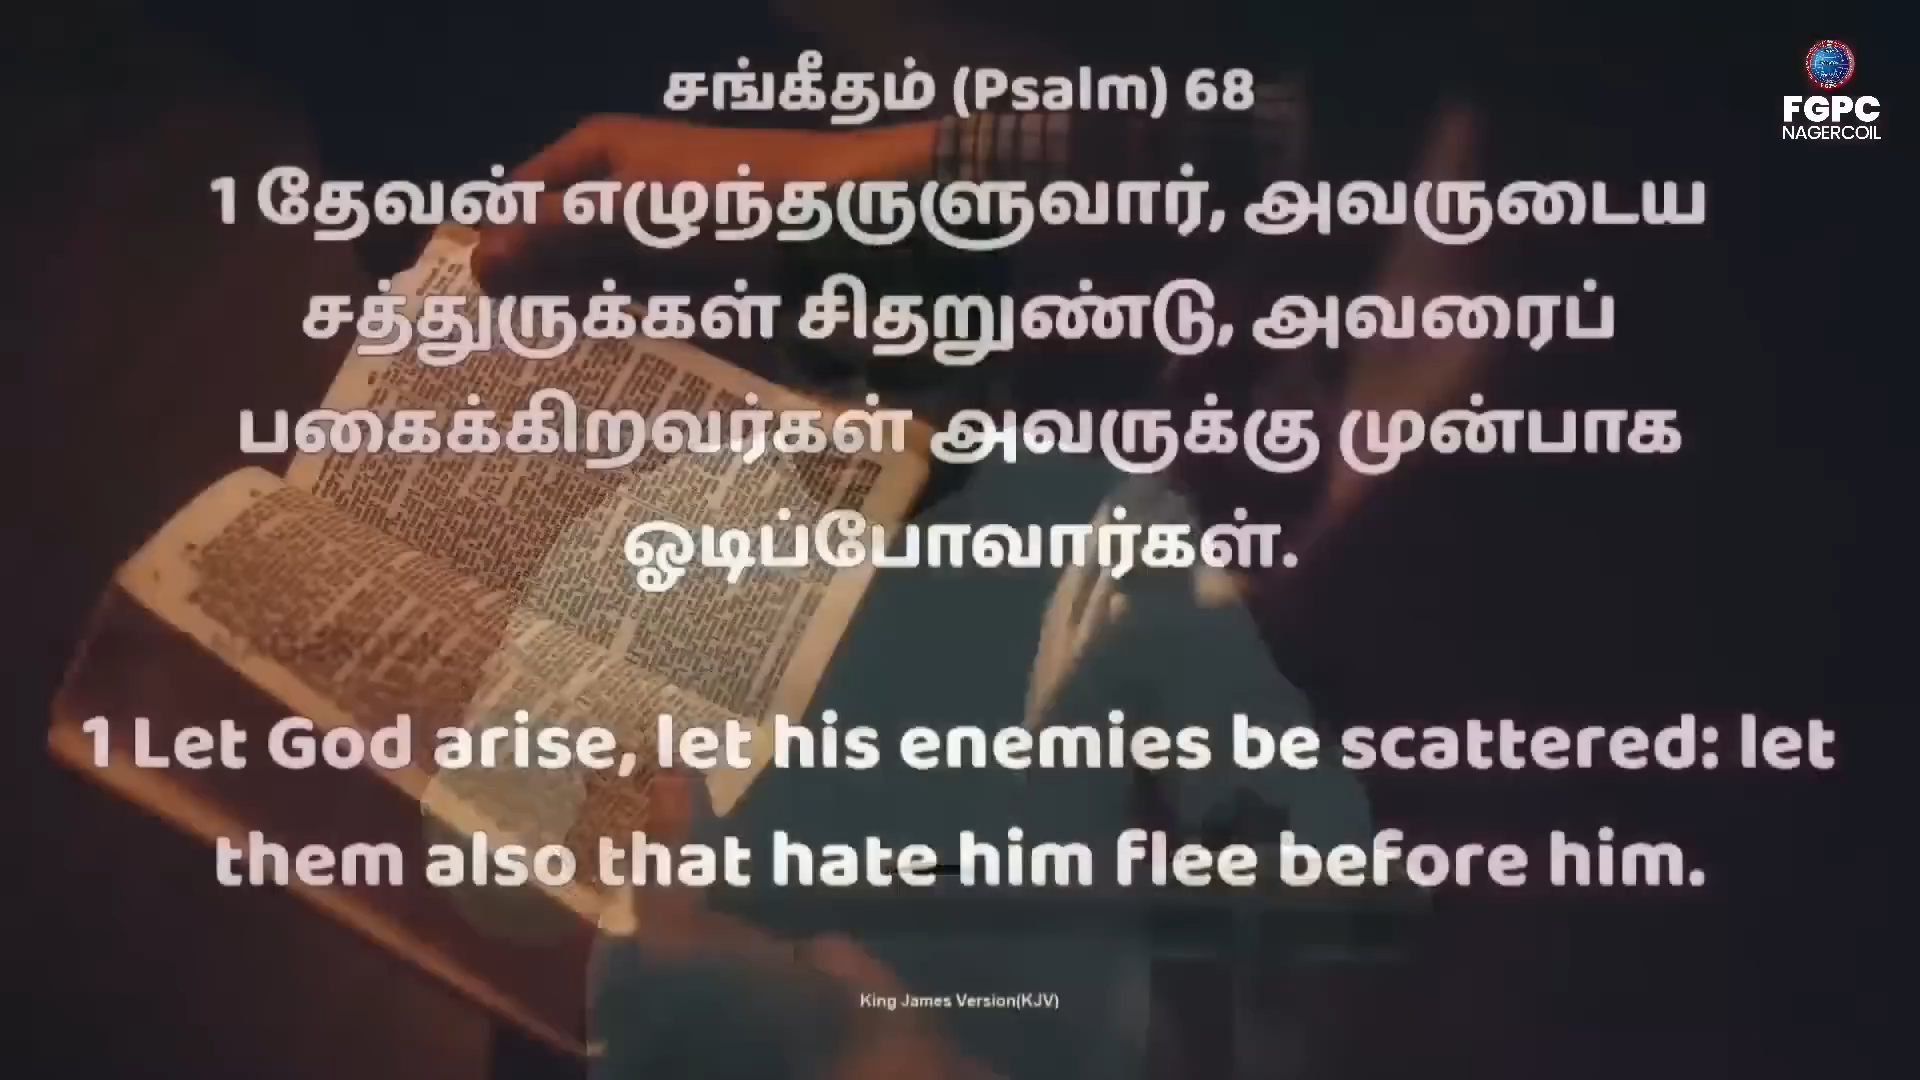 சங்கீதம் (Psalm) 68
FGPC
NAGERCOIL
1 தேவன் எழுந்தருளுவார், அவருடைய
சத்துருக்கள் சிதறுண்டு, அவரைப்
பகைக்கிறவர்கள் அவருக்கு முன்பாக
ஓடிப்போவார்கள்.
1 Let God arise, let his enemies be scattered: let
them also that hate him flee before him.
King James Version(KJV)